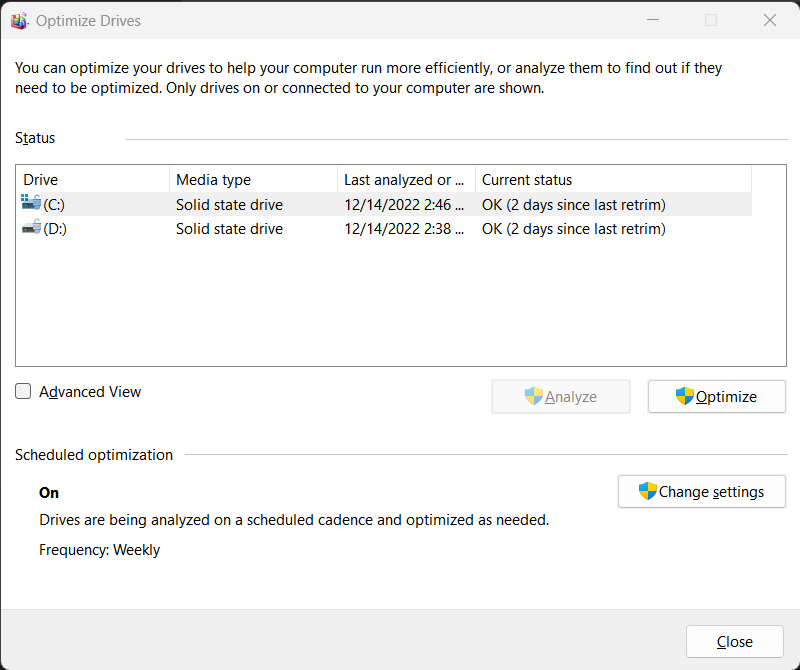 Optimize Drives
You can optimize your drives to help your computer run more efficiently, or analyze them to find out if they
need to be optimized. Only drives on or connected to your computer are shown.
Status
Drive Media type Last analyzed or ... Current status
(C:) Solid state drive 12/14/2022 2:46 ... OK (2 days since last retrim)
(D:) Solid state drive 12/14/2022 2:38 ... OK (2 days since last retrim)
Advanced View
Analyze Optimize
Scheduled optimization
On
Change settings
Drives are being analyzed on a scheduled cadence and optimized as needed.
Frequency: Weekly
Close